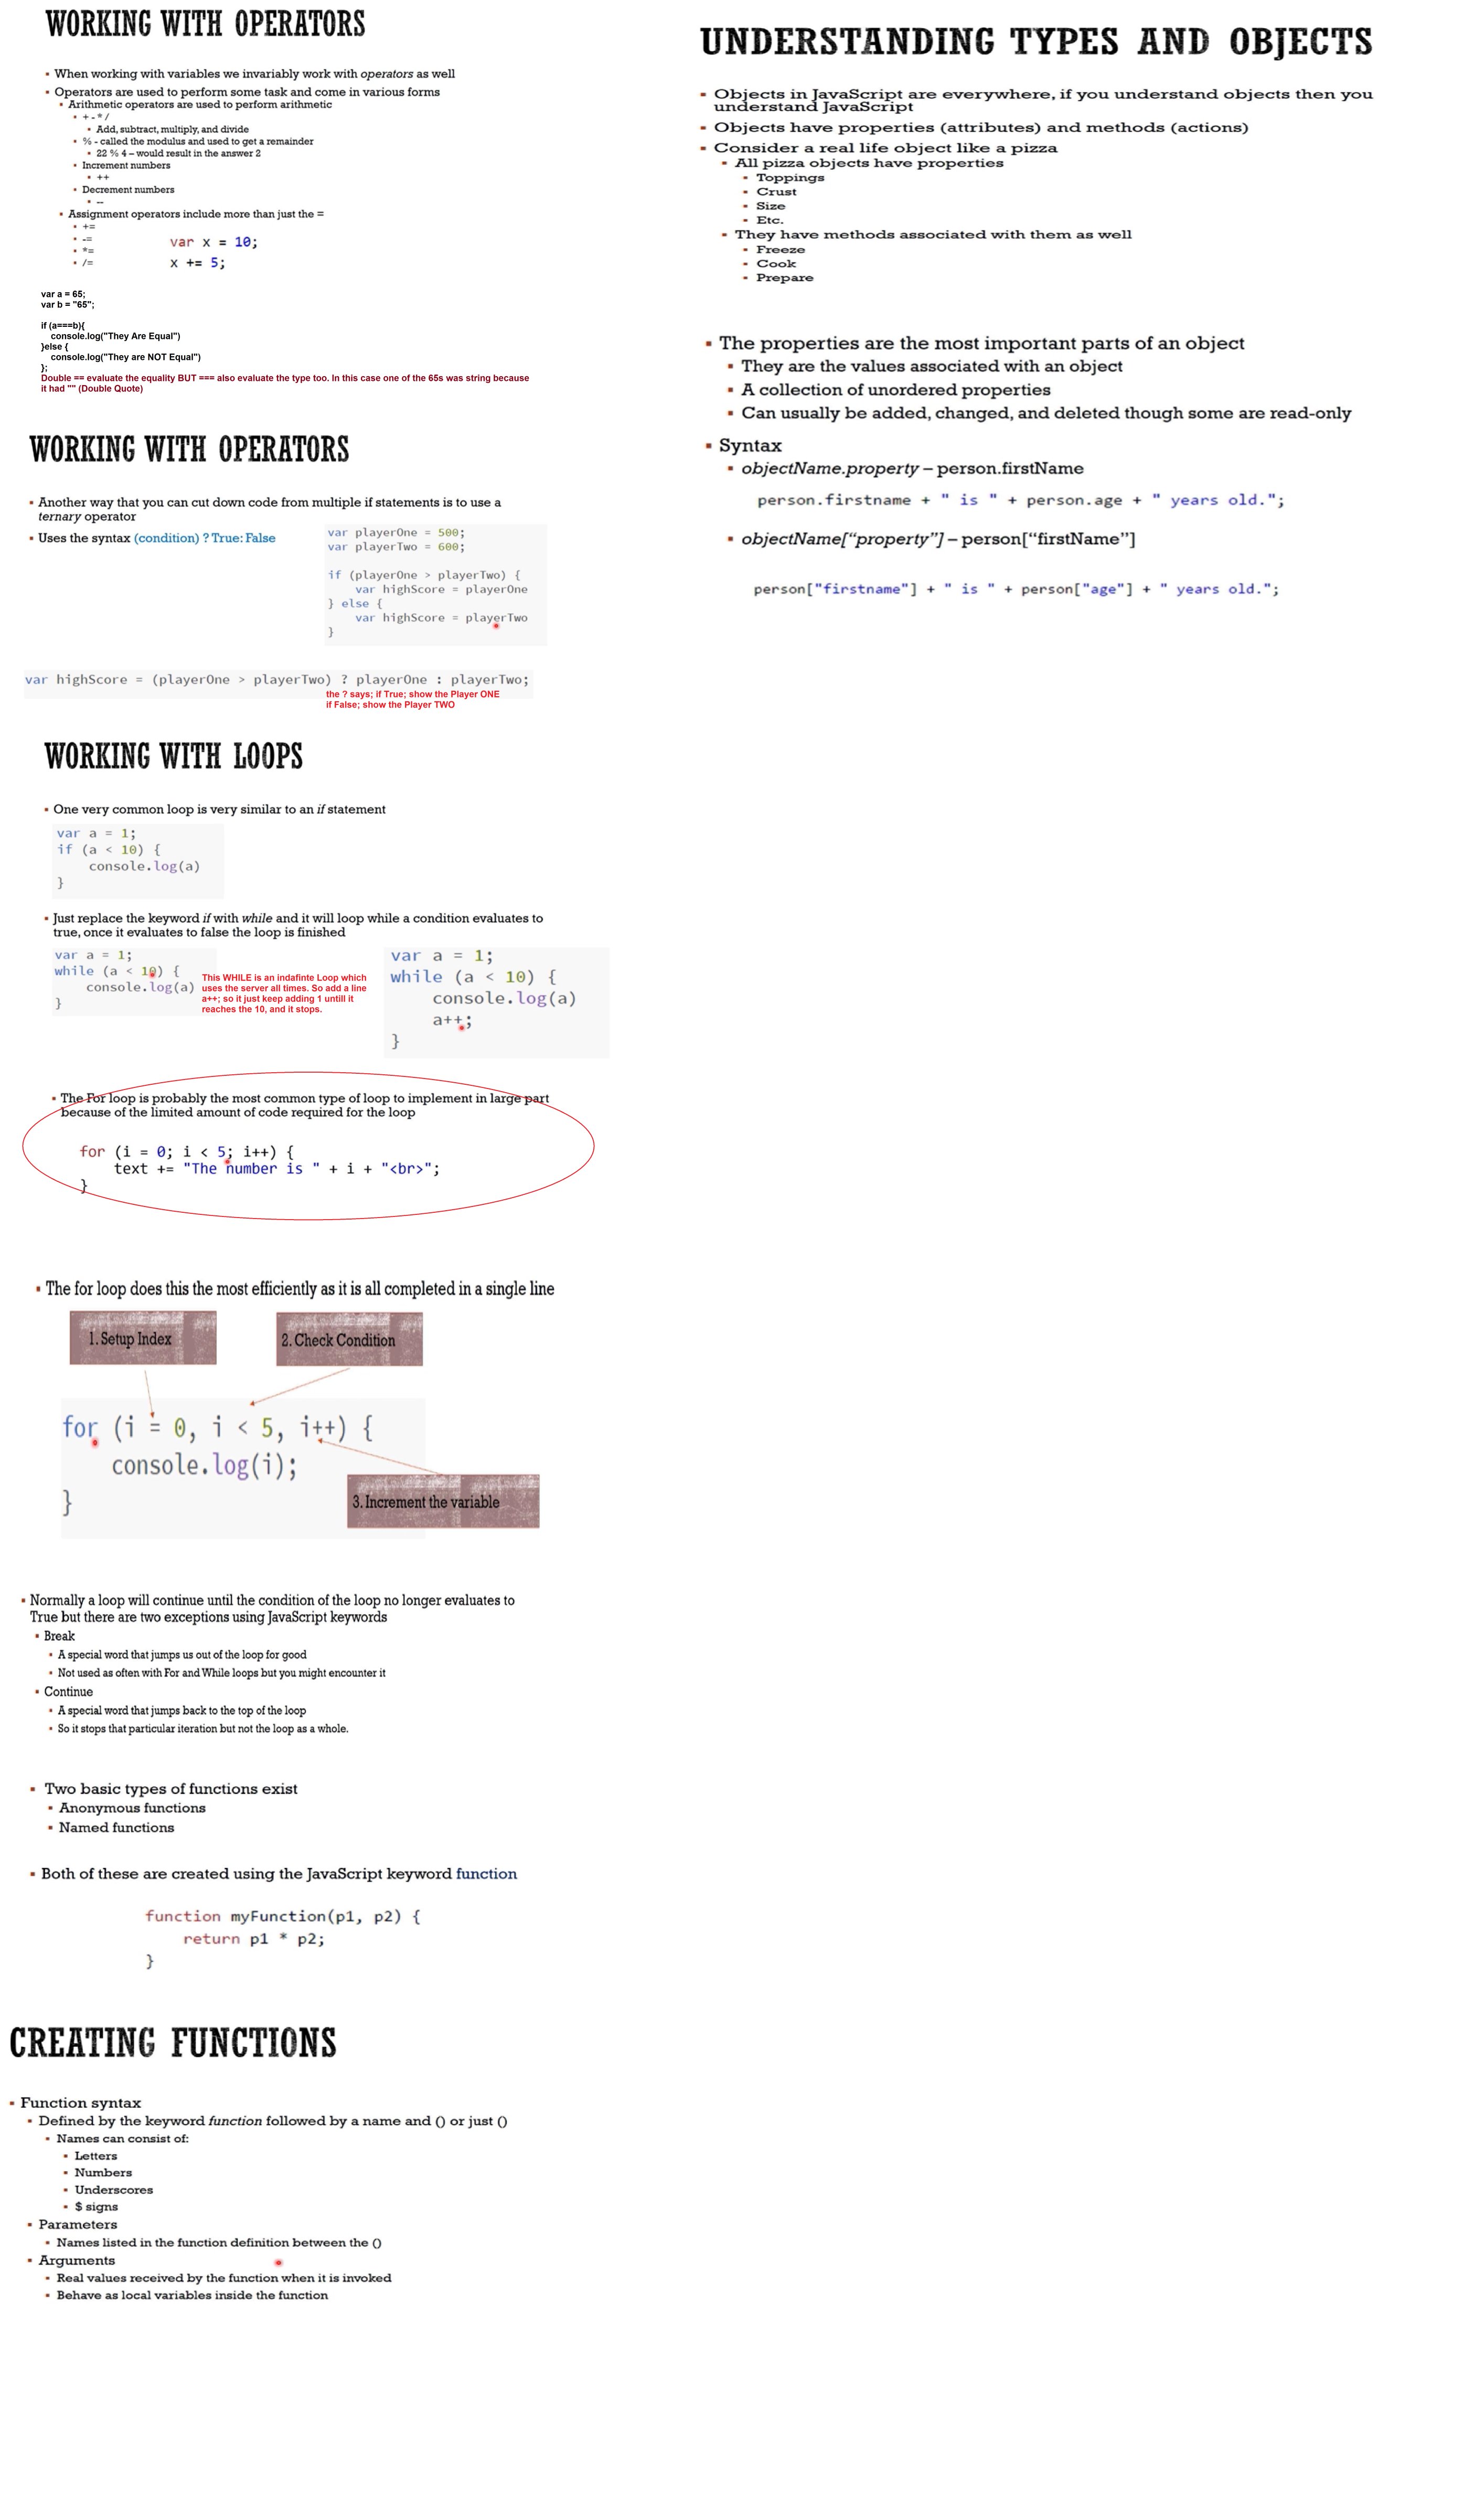 WORKING WITH OPERATORS
When working with variables we invariably work with operators as well
Operators are used to perform some task and come in various forms
Arithmetic operators are used to perform arithmetic
+ - * /
Add, subtract, multiply, and divide
% - called the modulus and used to get a remainder
22 % 4 – would result in the answer 2
Increment numbers
++
Decrement numbers
--
Assignment operators include more than just the =
+=
-=
*=
/=
var x = 10;
x += 5;
var a = 65;
var b = "65";
if (a===b){
console.log("They Are Equal")
}else {
console.log("They are NOT Equal")
};
Double == evaluate the equality BUT === also evaluate the type too. In this case one of the 65s was string because
it had "" (Double Quote)
WORKING WITH OPERATORS
Another way that you can cut down code from multiple if statements is to use a
ternary operator
Uses the syntax (condition) ? True: False
var playerOne = 500;
var playerTwo = 600;
if (playerOne > playerTwo) {
var highScore = playerOne
} else {
var highScore = playerTwo
}
var highScore = (playerOne > playerTwo) ? playerOne : playerTwo;
the ? says; if True; show the Player ONE
if False; show the Player TWO
WORKING WITH LOOPS
One very common loop is very similar to an if statement
var a = 1;
if (a < 10) {
console.log(a)
}
Just replace the keyword if with while and it will loop while a condition evaluates to
true, once it evaluates to false the loop is finished
var a = 1;
while (a < 10) {
console.log(a)
}
This WHILE is an indafinte Loop which
uses the server all times. So add a line
a++; so it just keep adding 1 untill it
reaches the 10, and it stops.
var a = 1;
while (a < 10) {
console.log(a)
a++;
}
The For loop is probably the most common type of loop to implement in large part
because of the limited amount of code required for the loop
for (i = 0; i < 5; i++) {
text += "The number is " + i + "<br>";
}
The for loop does this the most efficiently as it is all completed in a single line
1. Setup Index
2. Check Condition
for (i = 0, i < 5, i++) {
console.log(i);
}
3. Increment the variable
Normally a loop will continue until the condition of the loop no longer evaluates to
True but there are two exceptions using JavaScript keywords
Break
A special word that jumps us out of the loop for good
Not used as often with For and While loops but you might encounter it
Continue
A special word that jumps back to the top of the loop
So it stops that particular iteration but not the loop as a whole.
Two basic types of functions exist
Anonymous functions
Named functions
Both of these are created using the JavaScript keyword function
function myFunction(p1, p2) {
return p1 * p2;
}
CREATING FUNCTIONS
Function syntax
Defined by the keyword function followed by a name and () or just ()
Names can consist of:
Letters
Numbers
Underscores
$ signs
Parameters
Names listed in the function definition between the ()
Arguments
Real values received by the function when it is invoked
Behave as local variables inside the function
UNDERSTANDING TYPES AND OBJECTS
Objects in JavaScript are everywhere, if you understand objects then you
understand JavaScript
Objects have properties (attributes) and methods (actions)
Consider a real life object like a pizza
All pizza objects have properties
Toppings
Crust
Size
Etc.
They have methods associated with them as well
Freeze
Cook
Prepare
The properties are the most important parts of an object
They are the values associated with an object
A collection of unordered properties
Can usually be added, changed, and deleted though some are read-only
Syntax
objectName.property – person.firstName
person.firstname + " is " + person.age + " years old.";
objectName[“property”] – person[“firstName”]
person["firstname"] + " is " + person["age"] + " years old.";